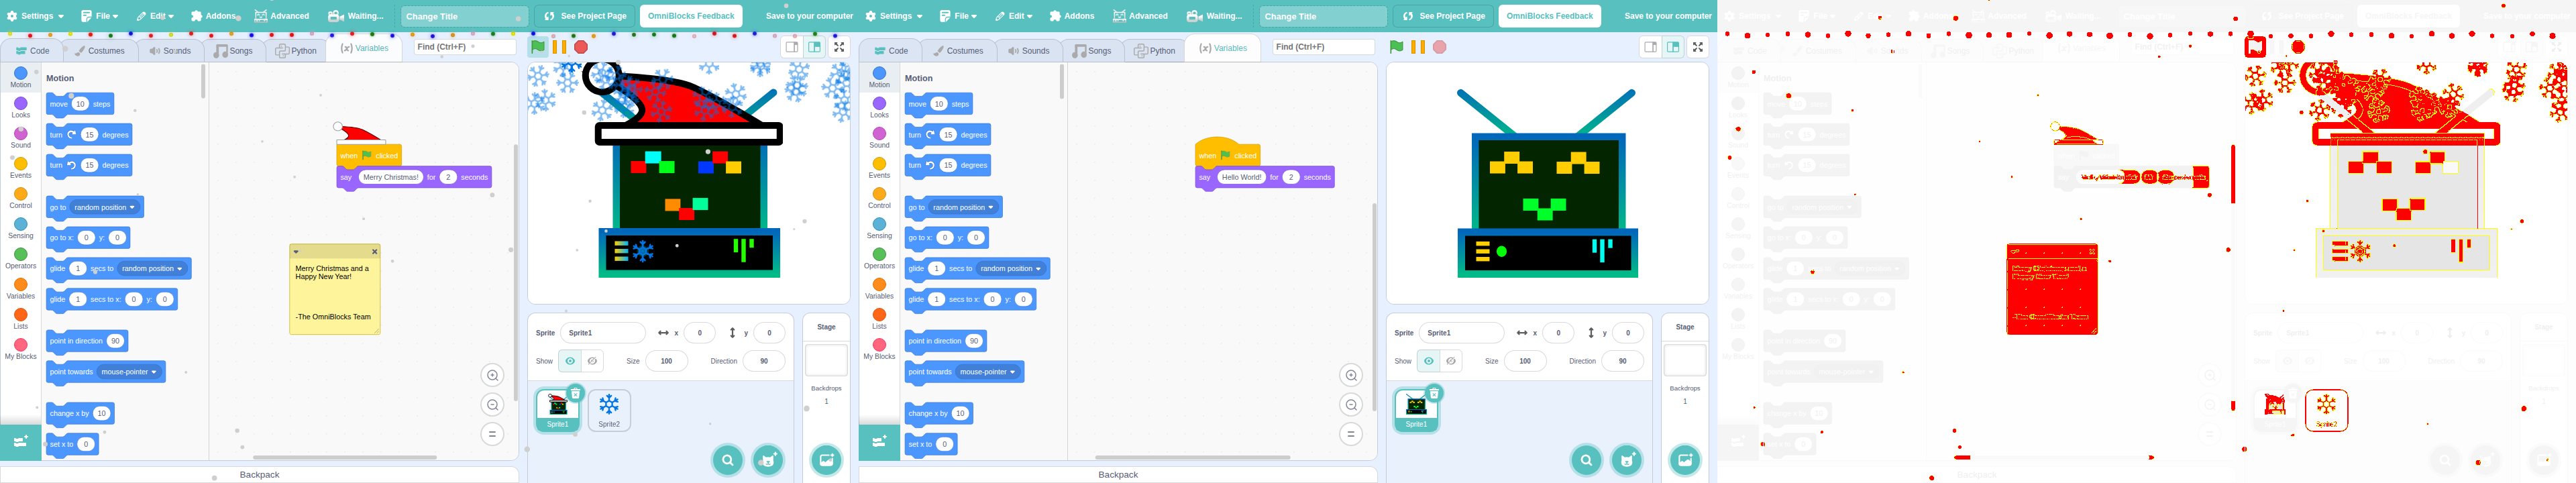 Settings File Edit Addons Advanced Waiting... Change Title See Project Page OmniBlocks Feedback Save to your computer
Code Costumes Sounds Songs Python Variables Find (Ctrl+F)
Motion
Looks
Sound
Events
Control
Sensing
Operators
Variables
Lists
My Blocks
Motion
move 10 steps
turn 15 degrees
turn 15 degrees
go to random position
go to x: 0 y: 0
glide 1 secs to random position
glide 1 secs to x: 0 y: 0
point in direction 90
point towards mouse-pointer
change x by 10
set x to 0
when clicked
say Merry Christmas! for 2 seconds
Merry Christmas and a
Happy New Year!
-The OmniBlocks Team
Backpack
Sprite Sprite1 x 0 y 0
Show Size 100 Direction 90
Sprite1
Sprite2
Stage
Backdrops
1
Settings File Edit Addons Advanced Waiting... Change Title See Project Page OmniBlocks Feedback Save to your computer
Code Costumes Sounds Songs Python Variables Find (Ctrl+F)
Motion
Looks
Sound
Events
Control
Sensing
Operators
Variables
Lists
My Blocks
Motion
move 10 steps
turn 15 degrees
turn 15 degrees
go to random position
go to x: 0 y: 0
glide 1 secs to random position
glide 1 secs to x: 0 y: 0
point in direction 90
point towards mouse-pointer
change x by 10
set x to 0
when clicked
say Hello World! for 2 seconds
Backpack
Sprite Sprite1 x 0 y 0
Show Size 100 Direction 90
Sprite1
Stage
Backdrops
1
Sprite2
Backpack